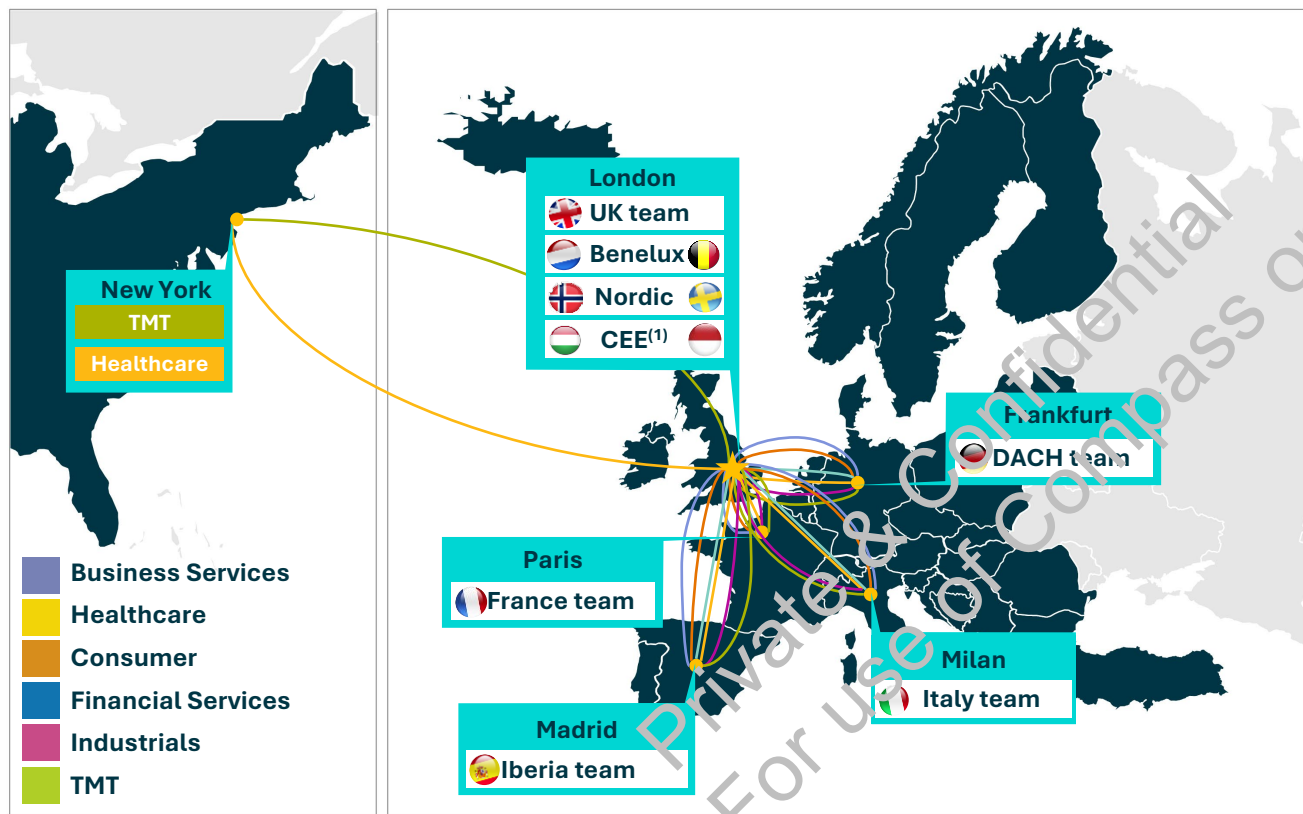 London
UK team
Benelux
Nordic
CEE(1)
New York
TMT
Healthcare
Frankfurt
DACH team
Paris
France team
Milan
Italy team
Madrid
Iberia team
Business Services
Healthcare
Consumer
Financial Services
Industrials
TMT
Private & Confidential
For use of Compass